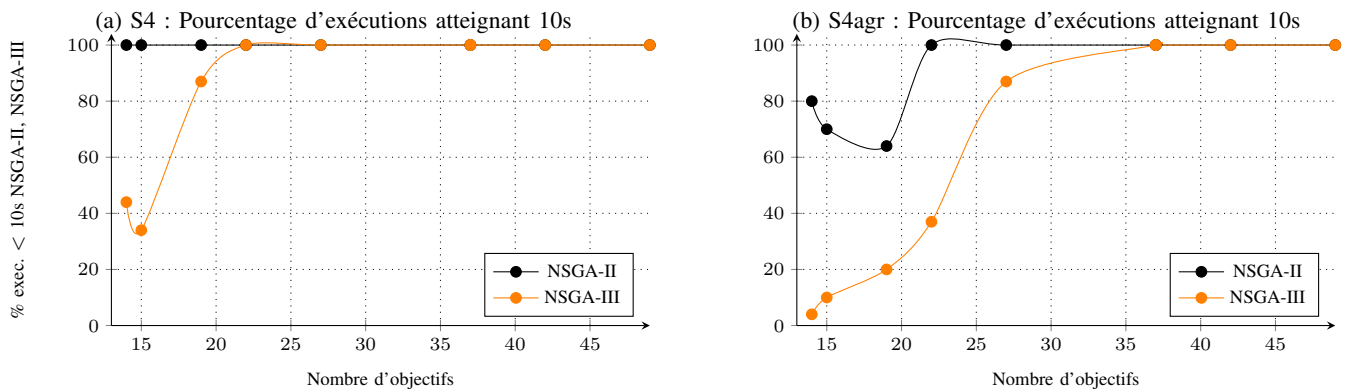 (a) S4 : Pourcentage d'exécutions atteignant 10s
% exec. < 10s NSGA-II, NSGA-III
100
80
60
40
20
0
15
20
25
30
35
40
45
NSGA-II
NSGA-III
Nombre d'objectifs
(b) S4agr : Pourcentage d'exécutions atteignant 10s
100
80
60
40
20
0
15
20
25
30
35
40
45
NSGA-II
NSGA-III
Nombre d'objectifs